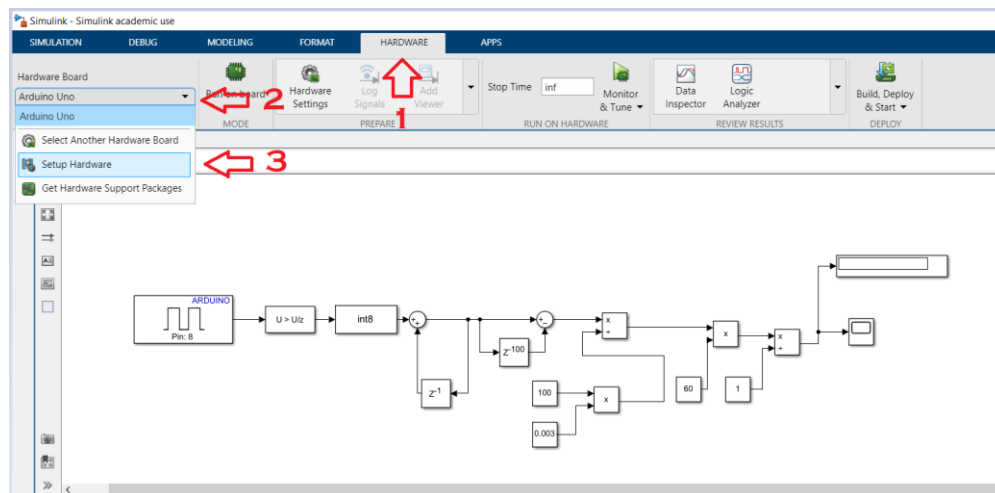 Simulink - Simulink academic use
SIMULATION DEBUG MODELING FORMAT HARDWARE APPS
Hardware Board
Arduino Uno
Arduino Uno
Select Another Hardware Board
Setup Hardware
Get Hardware Support Packages
2
3
1
Run on board
MODE
Hardware
Settings
Log
Signals
Add
Viewer
PREPARE
Stop Time inf
Monitor
& Tune
RUN ON HARDWARE
Data
Inspector
Logic
Analyzer
REVIEW RESULTS
Build, Deploy
& Start
DEPLOY
ARDUINO
Pin: 8
U > U/z
int8
+
+
Z-1
+
-
Z-100
x
÷
100
0.003
x
x
60
1
x
÷